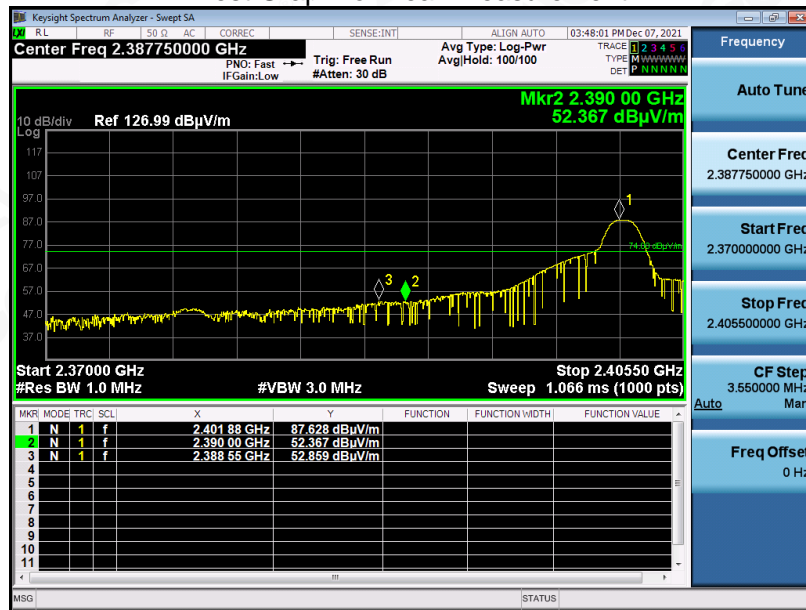 Keysight Spectrum Analyzer - Swept SA
RL RF 50 Ω AC CORREC SENSE:INT ALIGN AUTO 03:48:01 PM Dec 07, 2021
Center Freq 2.387750000 GHz
PNO: Fast
IFGain:Low
Trig: Free Run
#Atten: 30 dB
Avg Type: Log-Pwr
Avg|Hold: 100/100
TRACE 1 2 3 4 5 6
TYPE M WWWWW
DET P N N N N N
Frequency
Mkr2 2.390 00 GHz
52.367 dBµV/m
10 dB/div Ref 126.99 dBµV/m
Log
117
107
97.0
87.0
77.0
67.0
57.0
47.0
37.0
1
74.00 dBµV/m
3
2
Start 2.37000 GHz Stop 2.40550 GHz
#Res BW 1.0 MHz #VBW 3.0 MHz Sweep 1.066 ms (1000 pts)
MKR MODE TRC SCL X Y FUNCTION FUNCTION WIDTH FUNCTION VALUE
1 N 1 f 2.401 88 GHz 87.628 dBµV/m
2 N 1 f 2.390 00 GHz 52.367 dBµV/m
3 N 1 f 2.388 55 GHz 52.859 dBµV/m
4
5
6
7
8
9
10
11
MSG STATUS
Auto Tune
Center Freq
2.387750000 GHz
Start Freq
2.370000000 GHz
Stop Freq
2.405500000 GHz
CF Step
3.550000 MHz
Auto Man
Freq Offset
0 Hz